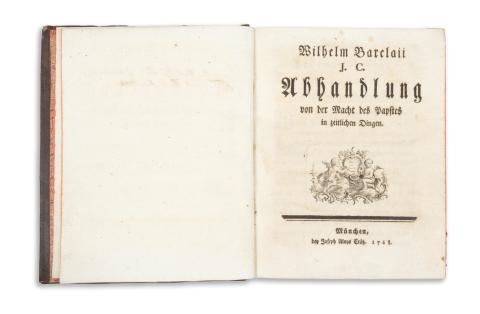 Wilhelm Barclaii
J. C.
Abhandlung
von der Macht des Papstes
in zeitlichen Dingen.
München,
bey Joseph Aloys Crätz. 1768.